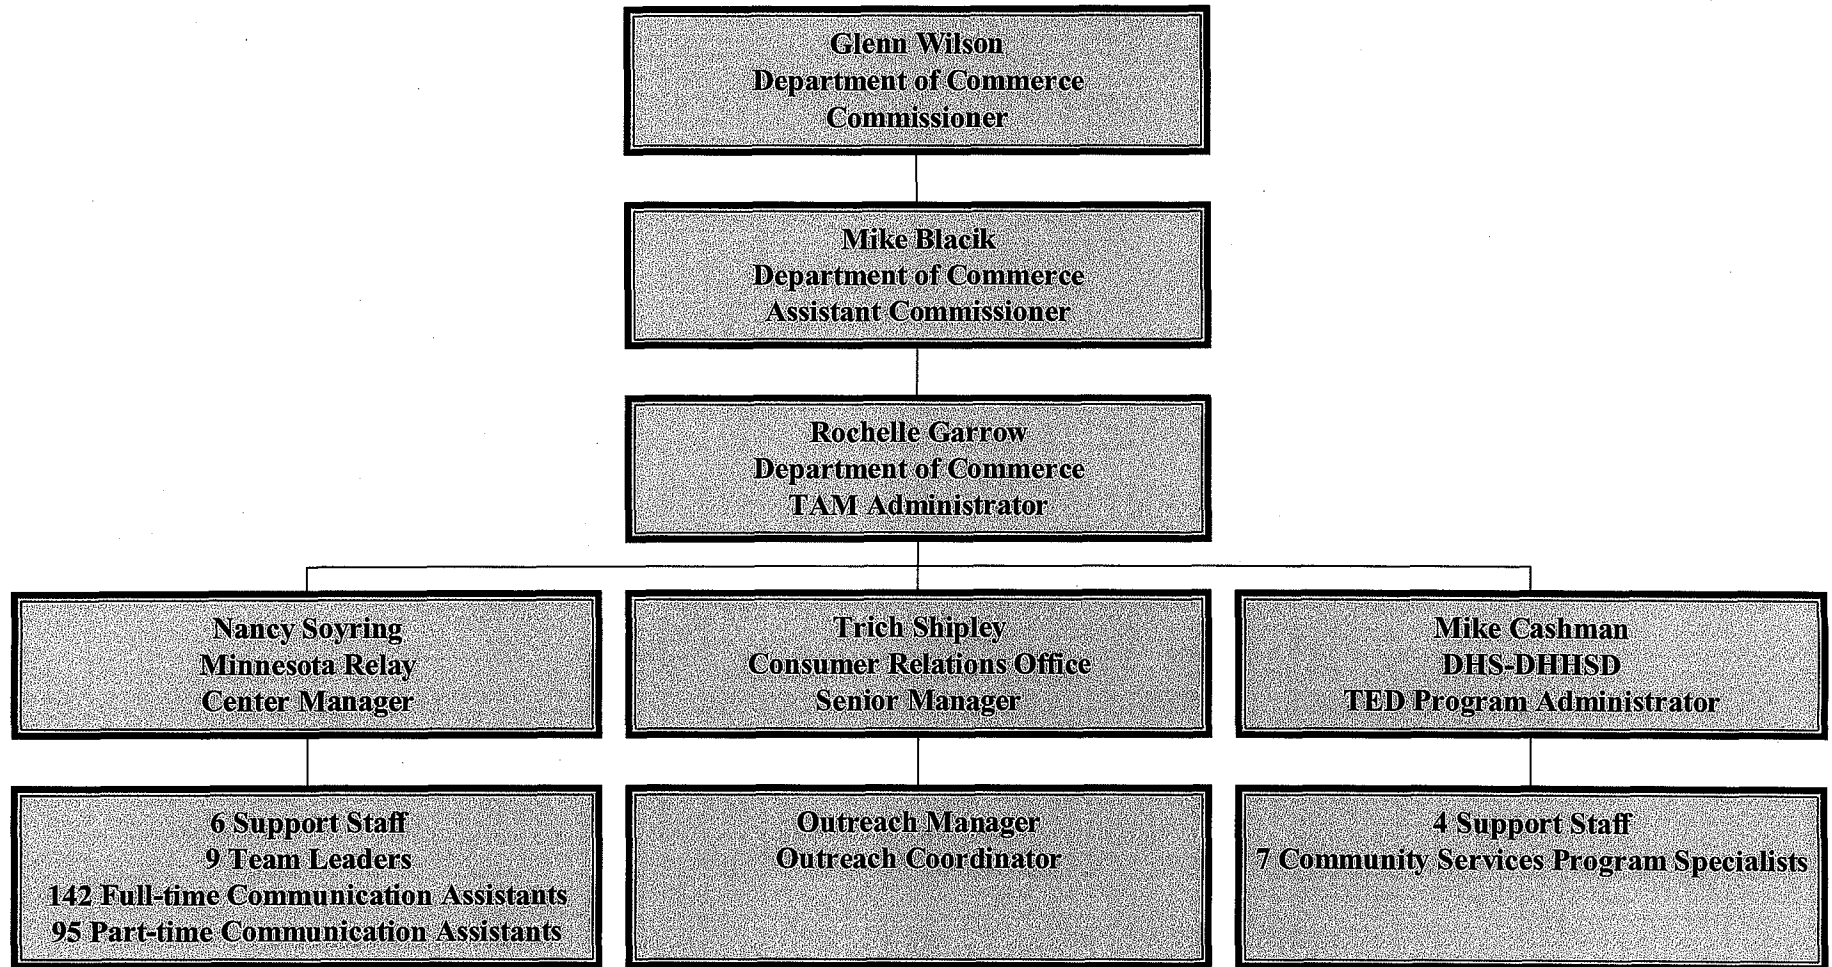 Glenn Wilson
Department of Commerce
Commissioner
Mike Blacik
Department of Commerce
Assistant Commissioner
Rochelle Garrow
Department of Commerce
TAM Administrator
Nancy Soyring
Minnesota Relay
Center Manager
Trich Shipley
Consumer Relations Office
Senior Manager
Mike Cashman
DHS-DHHSD
TED Program Administrator
6 Support Staff
9 Team Leaders
142 Full-time Communication Assistants
95 Part-time Communication Assistants
Outreach Manager
Outreach Coordinator
4 Support Staff
7 Community Services Program Specialists